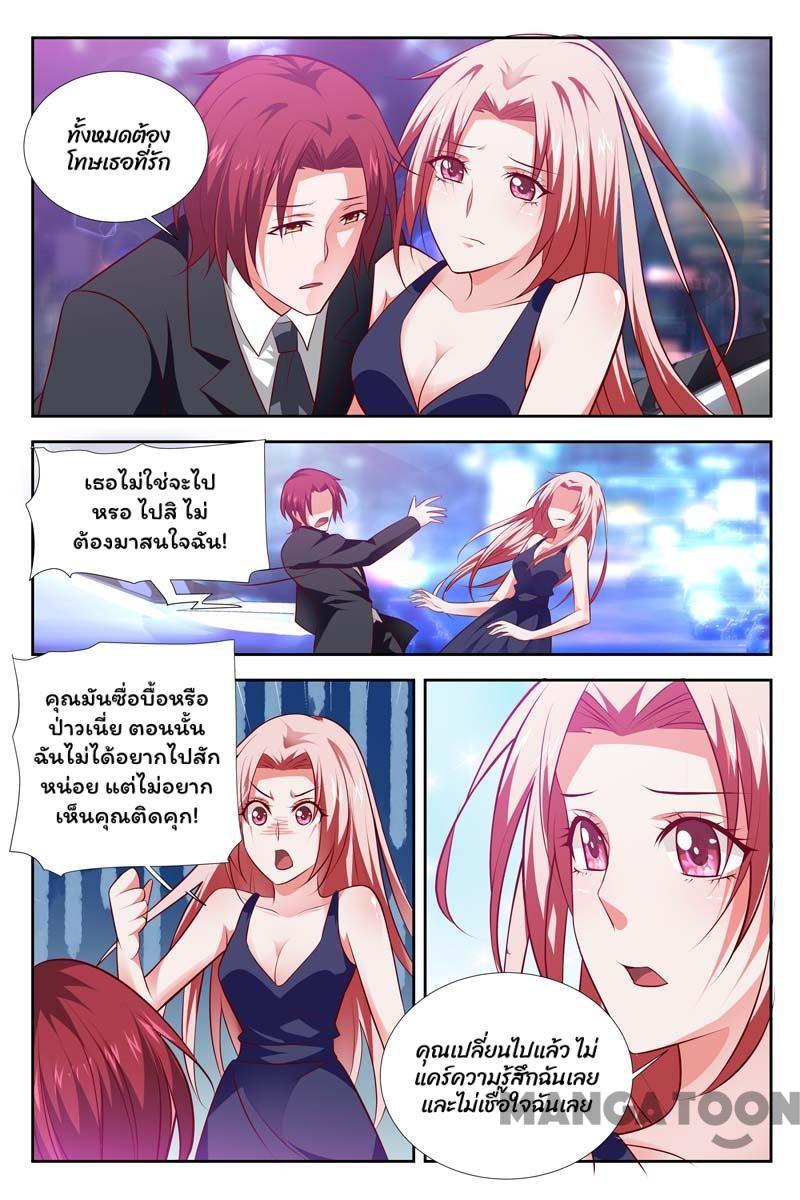 ทั้งหมดต้อง
โทษเธอที่รัก
เธอไม่ใช่จะไป
หรอ ไปสิ ไม่
ต้องมาสนใจฉัน!
คุณมันซื่อบื้อหรือ
ป่าวเนี่ย ตอนนั้น
ฉันไม่ได้อยากไปสัก
หน่อย แต่ไม่อยาก
เห็นคุณติดคุก!
คุณเปลี่ยนไปแล้ว ไม่
แคร์ความรู้สึกฉันเลย
และไม่เชื่อใจฉันเลย
MANGATOON